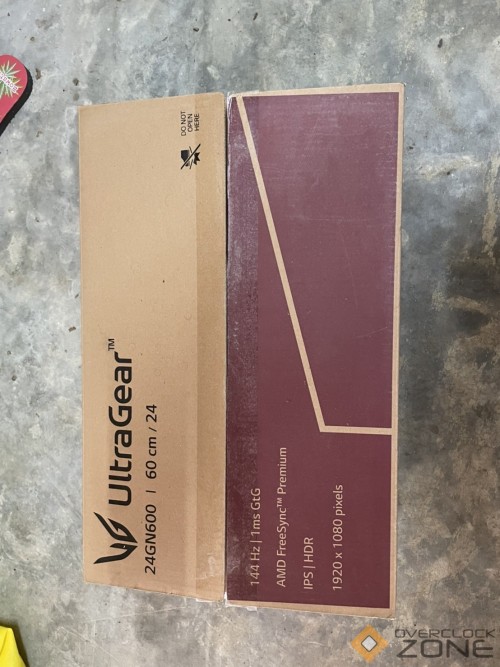 UltraGear™
24GN600 | 60 cm / 24
DO NOT
OPEN
HERE
144 Hz | 1ms GtG
AMD FreeSync™ Premium
IPS | HDR
1920 x 1080 pixels
OVERCLOCK
ZONE